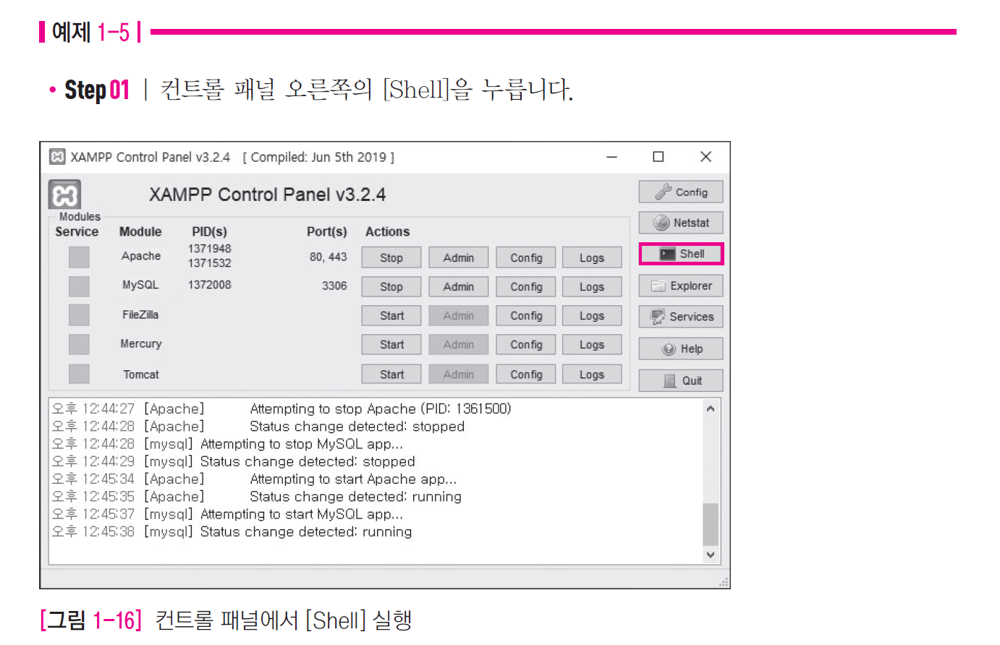 예제 1-5
• Step 01 | 컨트롤 패널 오른쪽의 [Shell]을 누릅니다.
XAMPP Control Panel v3.2.4 [ Compiled: Jun 5th 2019 ]
XAMPP Control Panel v3.2.4
Config
Modules
Netstat
Service Module PID(s) Port(s) Actions
Apache 1371948 1371532 80, 443 Stop Admin Config Logs
Shell
MySQL 1372008 3306 Stop Admin Config Logs
Explorer
FileZilla Start Admin Config Logs
Services
Mercury Start Admin Config Logs
Help
Tomcat Start Admin Config Logs
Quit
오후 12:44:27 [Apache] Attempting to stop Apache (PID: 1361500)
오후 12:44:28 [Apache] Status change detected: stopped
오후 12:44:28 [mysql] Attempting to stop MySQL app...
오후 12:44:29 [mysql] Status change detected: stopped
오후 12:45:34 [Apache] Attempting to start Apache app...
오후 12:45:35 [Apache] Status change detected: running
오후 12:45:37 [mysql] Attempting to start MySQL app...
오후 12:45:38 [mysql] Status change detected: running
[그림 1-16] 컨트롤 패널에서 [Shell] 실행